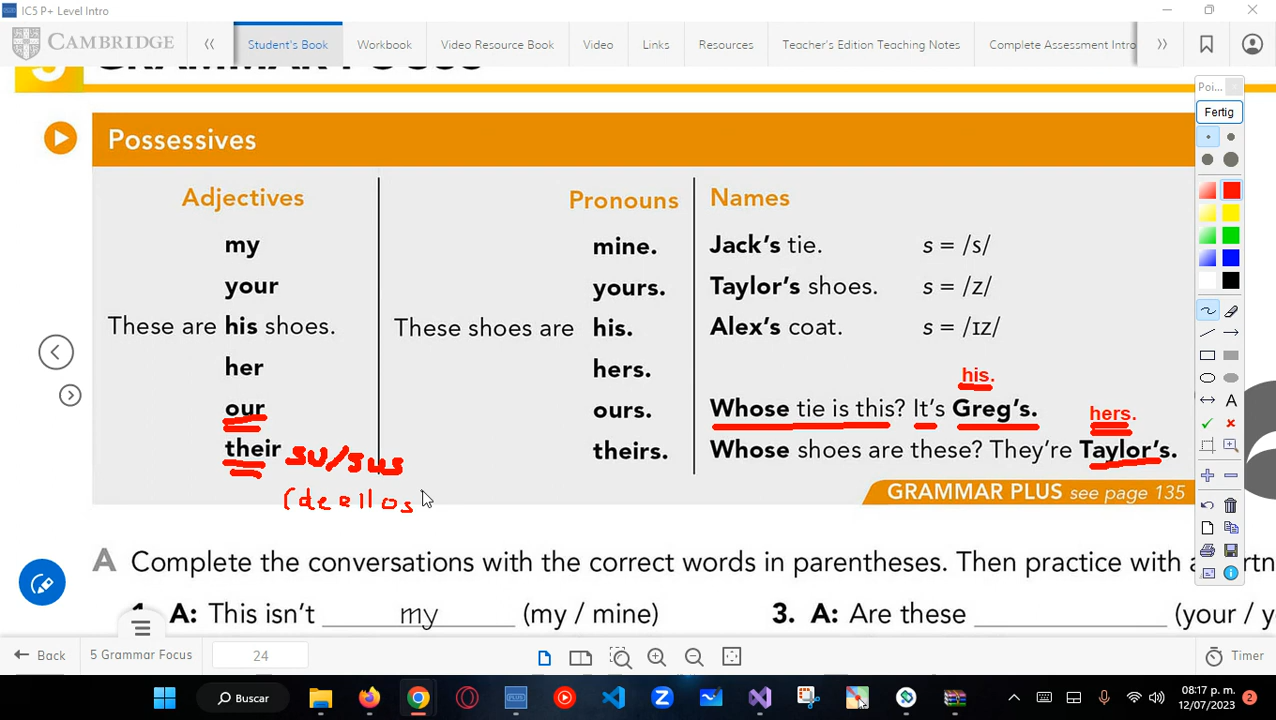 IC5 P+ Level Intro
CAMBRIDGE
Student's Book
Workbook
Video Resource Book
Video
Links
Resources
Teacher's Edition Teaching Notes
Complete Assessment Intro
Poi...
Fertig
Possessives
Adjectives
my
your
These are his shoes.
her
our
their su/sus
(de ellos
Pronouns
mine.
yours.
These shoes are his.
hers.
ours.
theirs.
Names
Jack's tie. s = /s/
Taylor's shoes. s = /z/
Alex's coat. s = /ɪz/
his.
Whose tie is this? It's Greg's.
hers.
Whose shoes are these? They're Taylor's.
GRAMMAR PLUS see page 135
A Complete the conversations with the correct words in parentheses. Then practice with a
A: This isn't my (my / mine)
3. A: Are these (your / y
Back
5 Grammar Focus
24
Timer
Buscar
PLUS
08:17 p. m.
12/07/2023
2